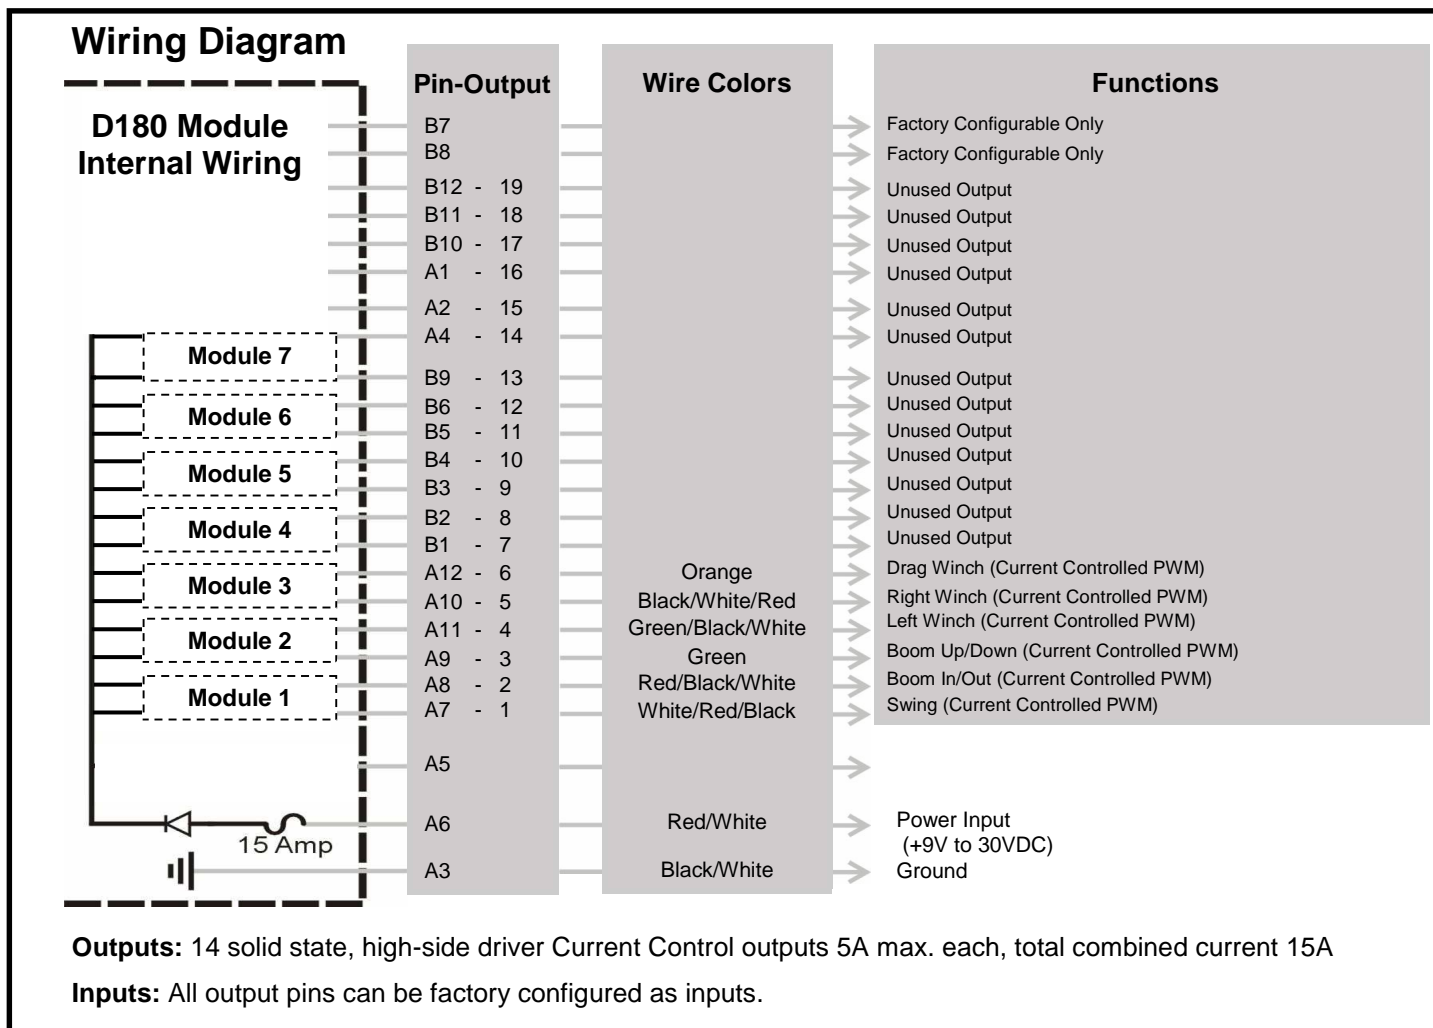 Wiring Diagram
D180 Module
Internal Wiring
Pin-Output
Wire Colors
Functions
B7 Factory Configurable Only
B8 Factory Configurable Only
B12 - 19 Unused Output
B11 - 18 Unused Output
B10 - 17 Unused Output
A1 - 16 Unused Output
A2 - 15 Unused Output
A4 - 14 Unused Output
Module 7
B9 - 13 Unused Output
B6 - 12 Unused Output
Module 6
B5 - 11 Unused Output
B4 - 10 Unused Output
Module 5
B3 - 9 Unused Output
B2 - 8 Unused Output
Module 4
B1 - 7 Unused Output
A12 - 6 Orange Drag Winch (Current Controlled PWM)
Module 3
A10 - 5 Black/White/Red Right Winch (Current Controlled PWM)
A11 - 4 Green/Black/White Left Winch (Current Controlled PWM)
Module 2
A9 - 3 Green Boom Up/Down (Current Controlled PWM)
A8 - 2 Red/Black/White Boom In/Out (Current Controlled PWM)
Module 1
A7 - 1 White/Red/Black Swing (Current Controlled PWM)
A5
15 Amp
A6 Red/White Power Input
(+9V to 30VDC)
A3 Black/White Ground
Outputs: 14 solid state, high-side driver Current Control outputs 5A max. each, total combined current 15A
Inputs: All output pins can be factory configured as inputs.